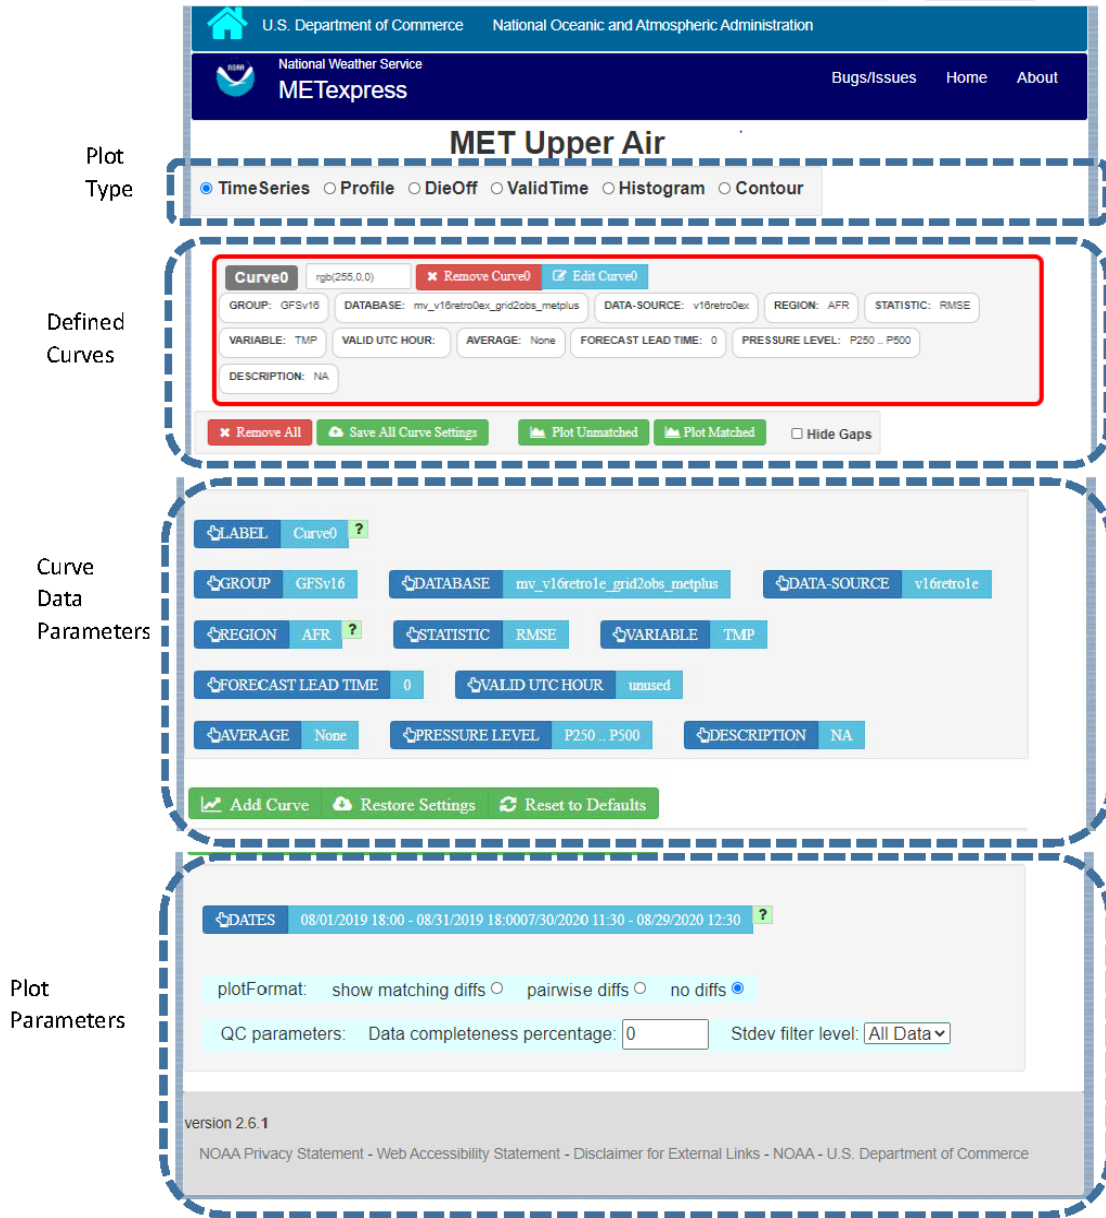 U.S. Department of Commerce National Oceanic and Atmospheric Administration
NOAA
National Weather Service
METexpress
Bugs/Issues Home About
MET Upper Air
Plot
Type
TimeSeries Profile DieOff ValidTime Histogram Contour
Defined
Curves
Curve0 rgb(255,0,0) Remove Curve0 Edit Curve0
GROUP: GFSv16 DATABASE: mv_v16retro0ex_grid2obs_metplus DATA-SOURCE: v16retro0ex REGION: AFR STATISTIC: RMSE
VARIABLE: TMP VALID UTC HOUR: AVERAGE: None FORECAST LEAD TIME: 0 PRESSURE LEVEL: P250 .. P500
DESCRIPTION: NA
Remove All Save All Curve Settings Plot Unmatched Plot Matched Hide Gaps
Curve
Data
Parameters
LABEL Curve0 ?
GROUP GFSv16 DATABASE mv_v16retro1e_grid2obs_metplus DATA-SOURCE v16retro1e
REGION AFR ? STATISTIC RMSE VARIABLE TMP
FORECAST LEAD TIME 0 VALID UTC HOUR unused
AVERAGE None PRESSURE LEVEL P250 .. P500 DESCRIPTION NA
Add Curve Restore Settings Reset to Defaults
Plot
Parameters
DATES 08/01/2019 18:00 - 08/31/2019 18:0007/30/2020 11:30 - 08/29/2020 12:30 ?
plotFormat: show matching diffs pairwise diffs no diffs
QC parameters: Data completeness percentage: 0 Stdev filter level: All Data
version 2.6.1
NOAA Privacy Statement - Web Accessibility Statement - Disclaimer for External Links - NOAA - U.S. Department of Commerce